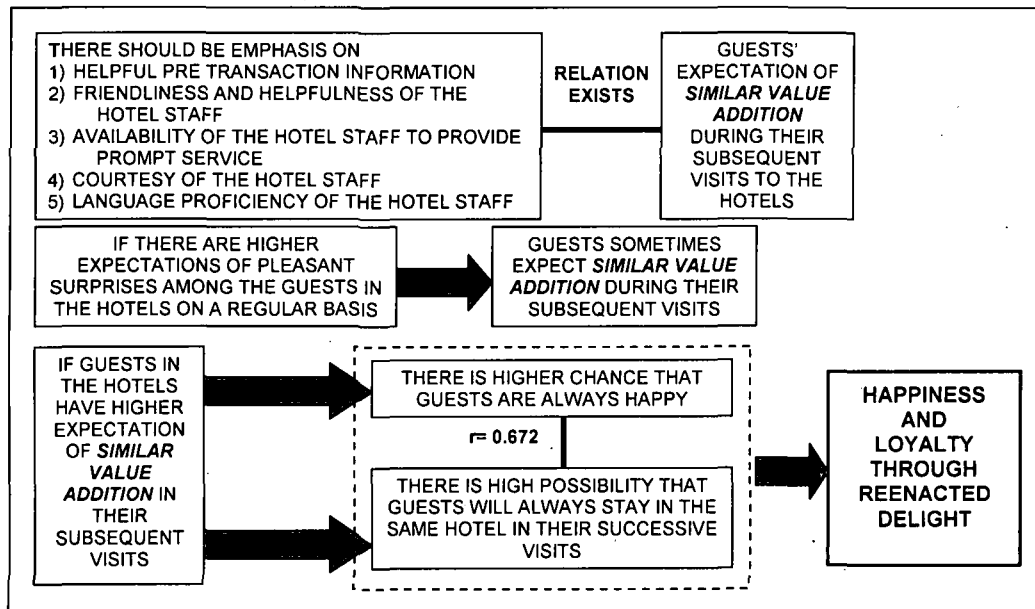 THERE SHOULD BE EMPHASIS ON
1) HELPFUL PRE TRANSACTION INFORMATION
2) FRIENDLINESS AND HELPFULNESS OF THE
HOTEL STAFF
3) AVAILABILITY OF THE HOTEL STAFF TO PROVIDE
PROMPT SERVICE
4) COURTESY OF THE HOTEL STAFF
5) LANGUAGE PROFICIENCY OF THE HOTEL STAFF
RELATION
EXISTS
GUESTS'
EXPECTATION OF
SIMILAR VALUE
ADDITION
DURING THEIR
SUBSEQUENT
VISITS TO THE
HOTELS
IF THERE ARE HIGHER
EXPECTATIONS OF PLEASANT
SURPRISES AMONG THE GUESTS IN
THE HOTELS ON A REGULAR BASIS
GUESTS SOMETIMES
EXPECT SIMILAR VALUE
ADDITION DURING THEIR
SUBSEQUENT VISITS
IF GUESTS IN
THE HOTELS
HAVE HIGHER
EXPECTATION
OF SIMILAR
VALUE
ADDITION IN
THEIR
SUBSEQUENT
VISITS
THERE IS HIGHER CHANCE THAT
GUESTS ARE ALWAYS HAPPY
r= 0.672
THERE IS HIGH POSSIBILITY THAT
GUESTS WILL ALWAYS STAY IN THE
SAME HOTEL IN THEIR SUCCESSIVE
VISITS
HAPPINESS
AND
LOYALTY
THROUGH
REENACTED
DELIGHT